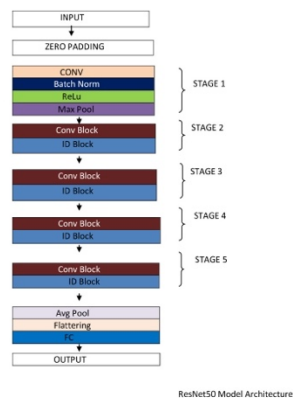 INPUT
ZERO PADDING
CONV
Batch Norm
ReLu
Max Pool
STAGE 1
Conv Block
ID Block
STAGE 2
Conv Block
ID Block
STAGE 3
Conv Block
ID Block
STAGE 4
Conv Block
ID Block
STAGE 5
Avg Pool
Flattering
FC
OUTPUT
ResNet50 Model Architecture